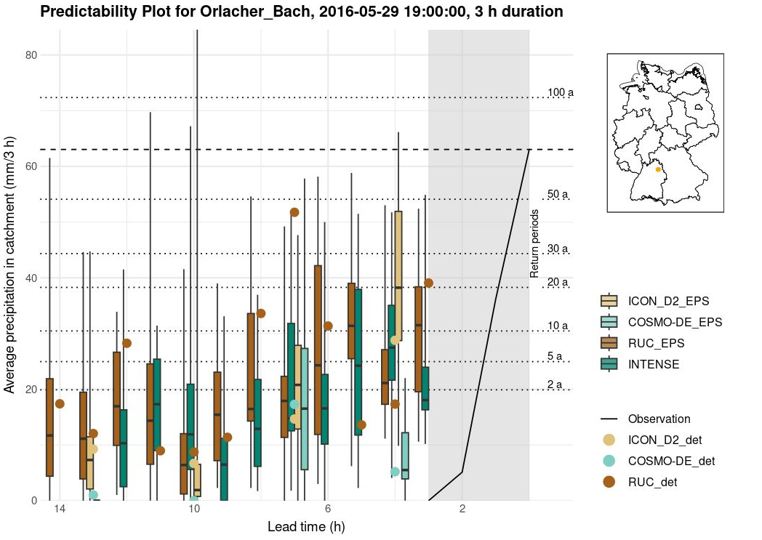 Predictability Plot for Orlacher_Bach, 2016-05-29 19:00:00, 3 h duration
Average precipitation in catchment (mm/3 h)
80
60
40
20
0
100 a
50 a
30 a
20 a
10 a
5 a
2 a
Return periods
14
10
6
2
Lead time (h)
ICON_D2_EPS
COSMO-DE_EPS
RUC_EPS
INTENSE
Observation
ICON_D2_det
COSMO-DE_det
RUC_det